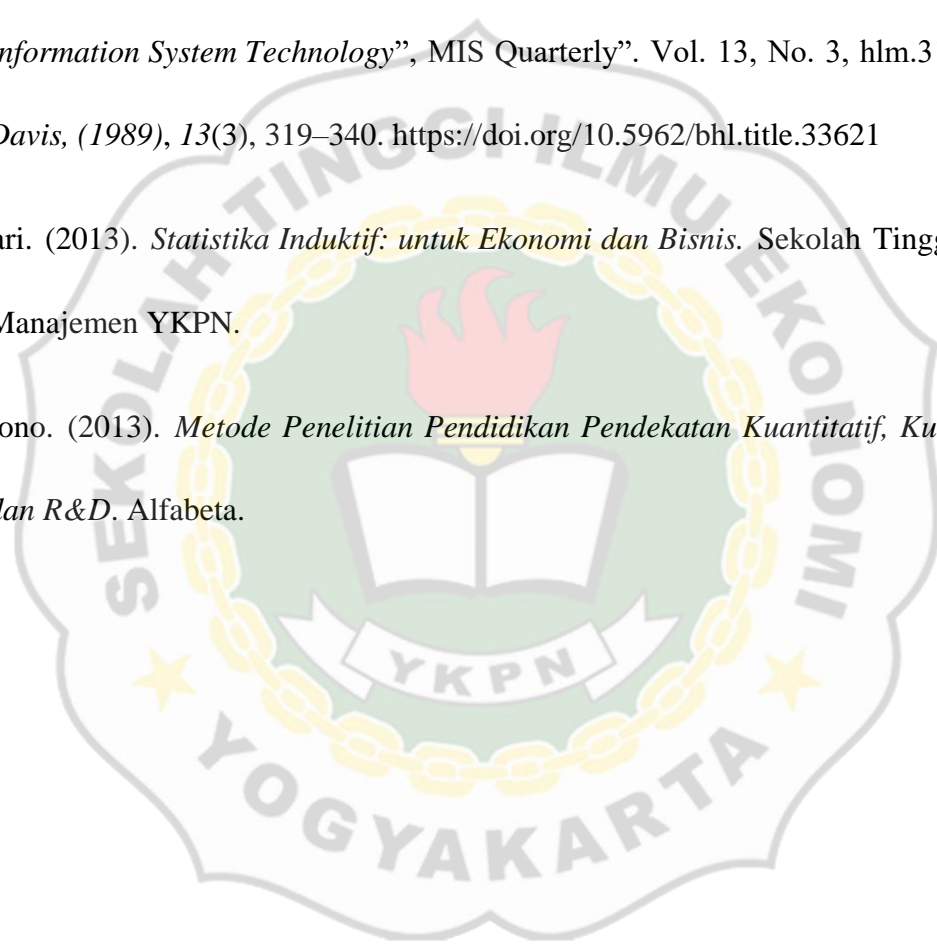 nformation System Technology”, MIS Quarterly”. Vol. 13, No. 3, hlm.3
Davis, (1989), 13(3), 319–340. https://doi.org/10.5962/bhl.title.33621
ari. (2013). Statistika Induktif: untuk Ekonomi dan Bisnis. Sekolah Tingg
Manajemen YKPN.
ono. (2013). Metode Penelitian Pendidikan Pendekatan Kuantitatif, Ku
dan R&D. Alfabeta.
SEKOLAH TINGGI ILMU EKONOMI
YKPN
YOGYAKARTA